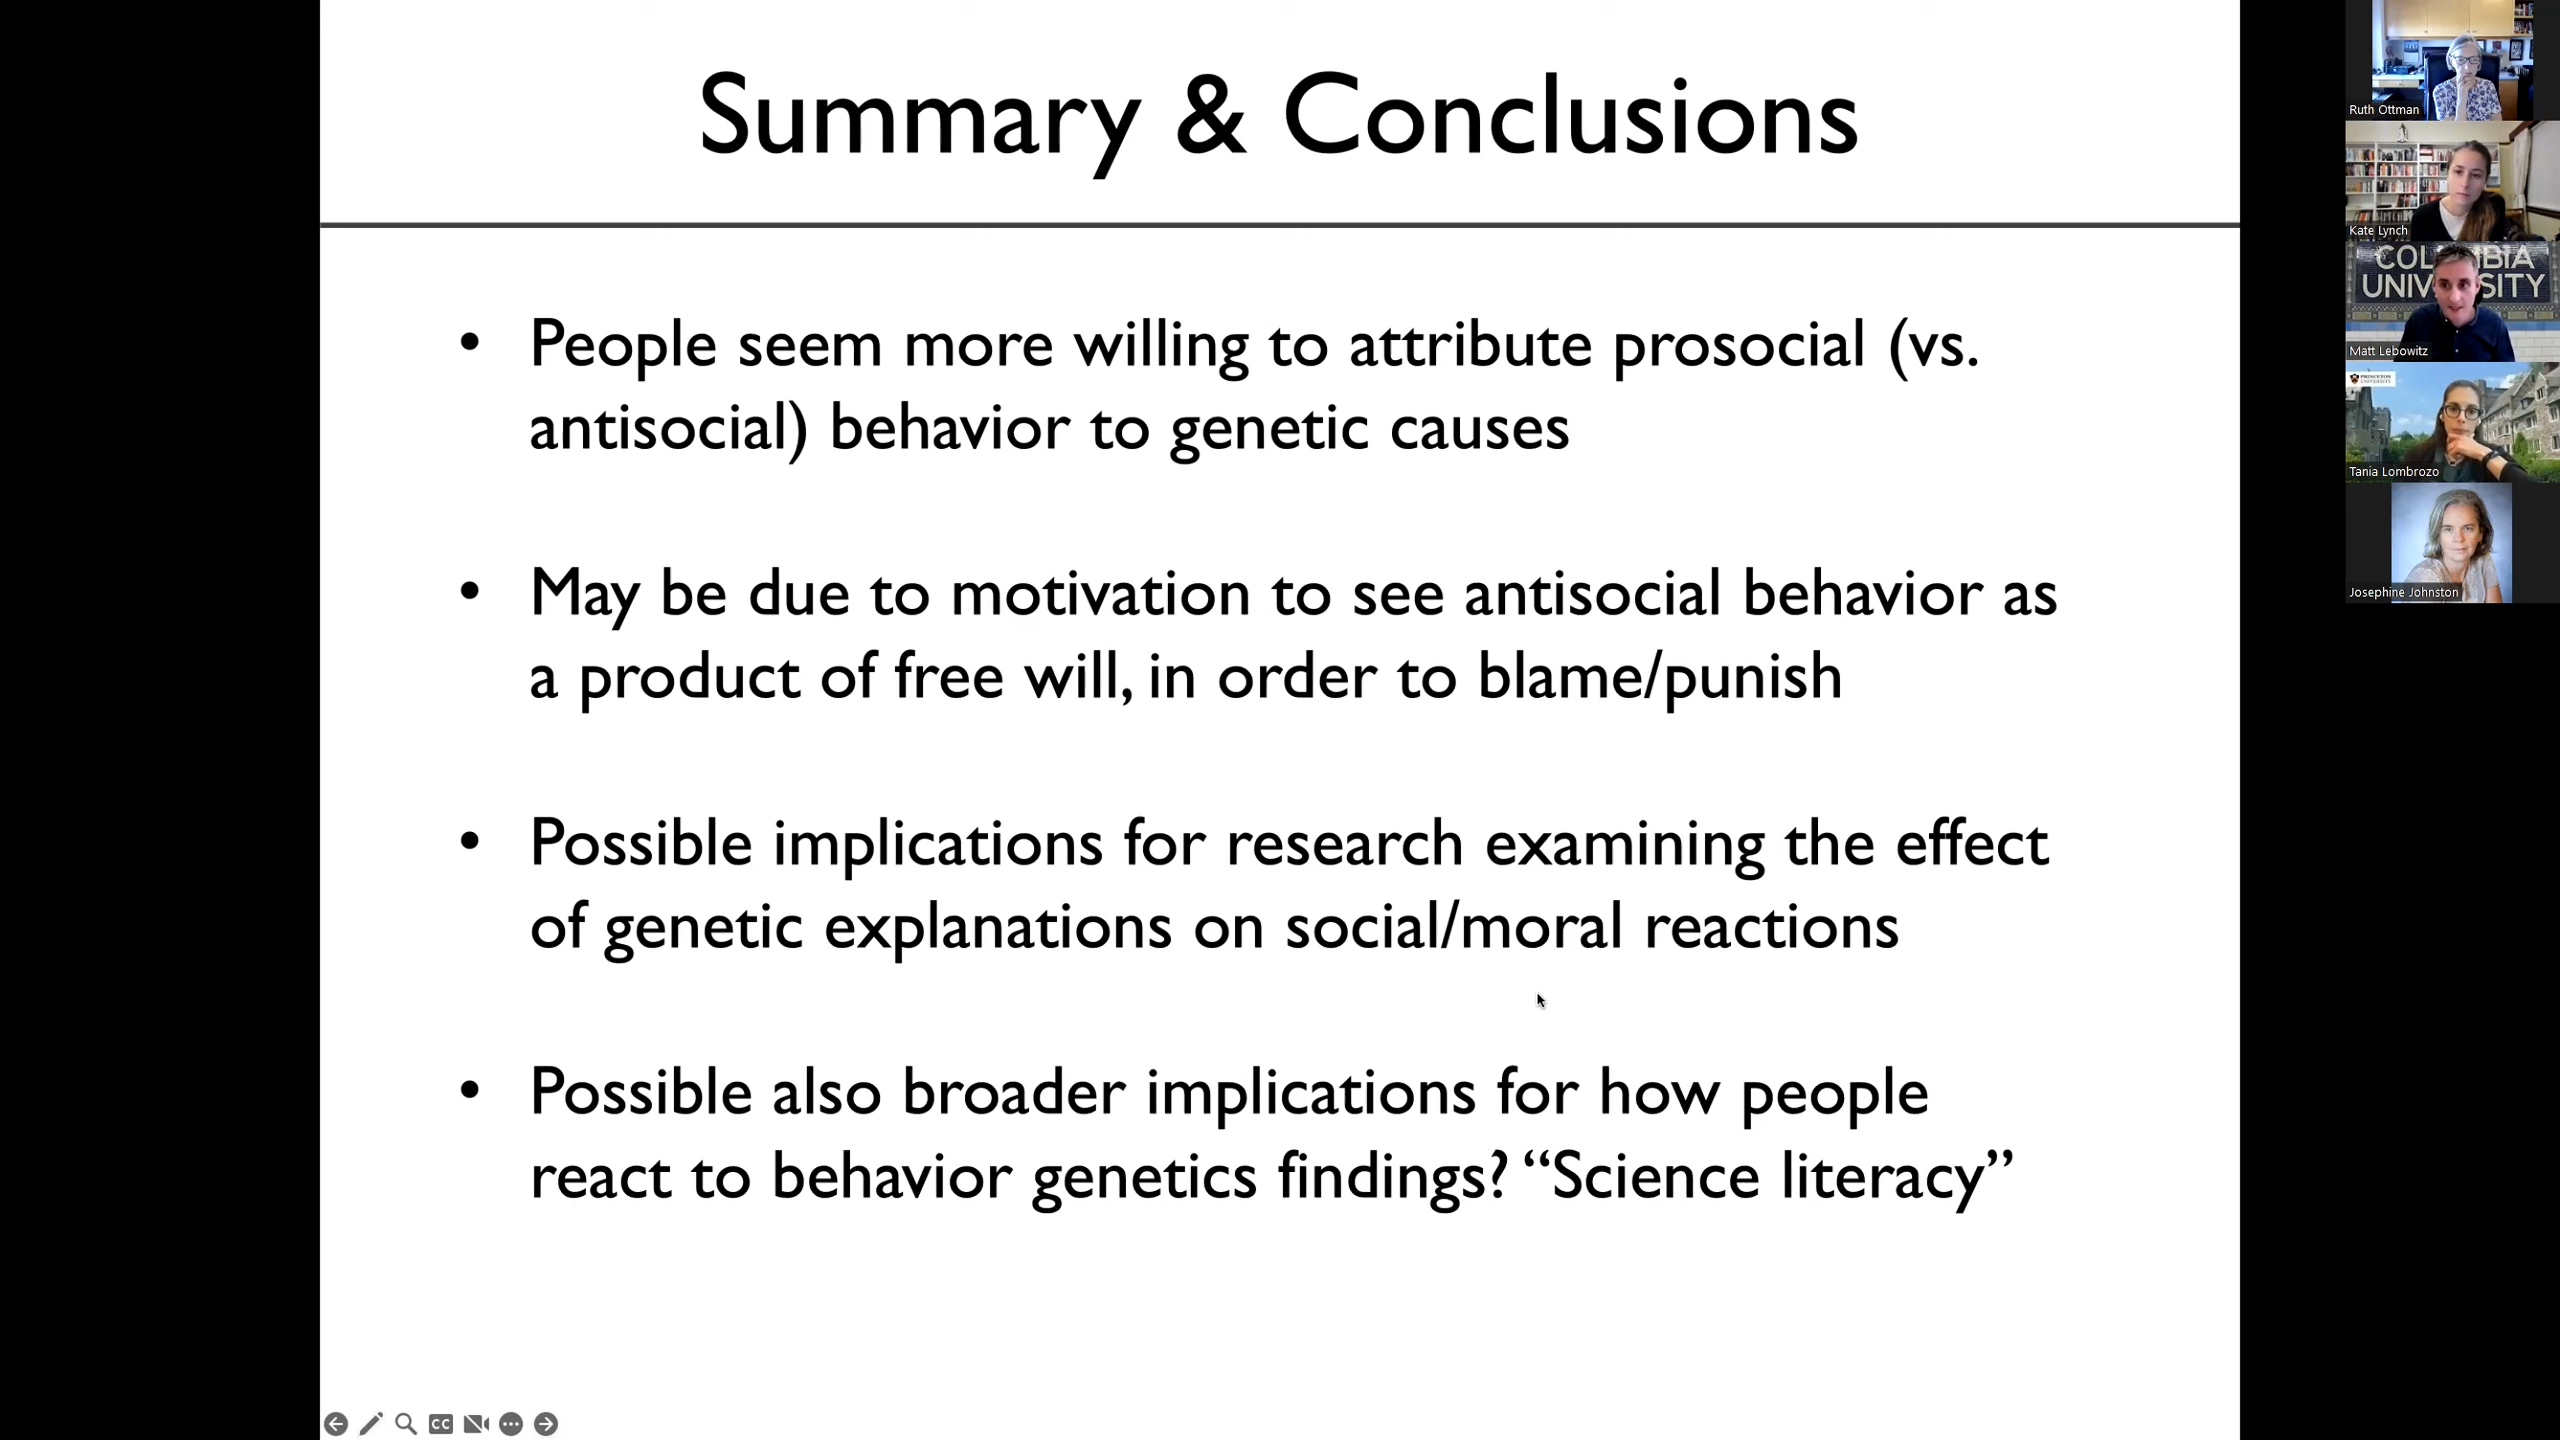 Summary & Conclusions
• People seem more willing to attribute prosocial (vs.
antisocial) behavior to genetic causes
• May be due to motivation to see antisocial behavior as
a product of free will, in order to blame/punish
• Possible implications for research examining the effect
of genetic explanations on social/moral reactions
• Possible also broader implications for how people
react to behavior genetics findings? “Science literacy”
CC
Ruth Ottman
Kate Lynch
COLUMBIA
UNIVERSITY
Matt Lebowitz
PRINCETON
UNIVERSITY
Tania Lombrozo
Josephine Johnston